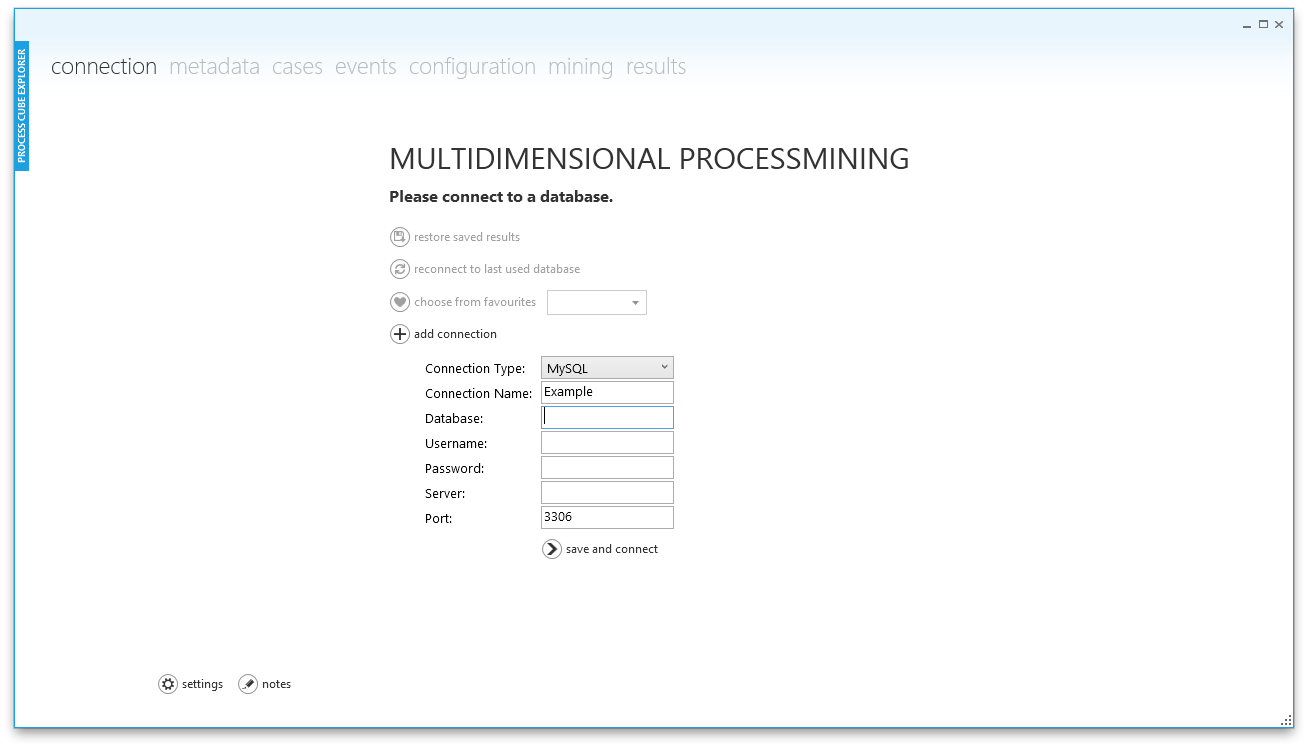 PROCESS CUBE EXPLORER
connection metadata cases events configuration mining results
MULTIDIMENSIONAL PROCESSMINING
Please connect to a database.
restore saved results
reconnect to last used database
choose from favourites
add connection
Connection Type: MySQL
Connection Name: Example
Database:
Username:
Password:
Server:
Port: 3306
save and connect
settings notes